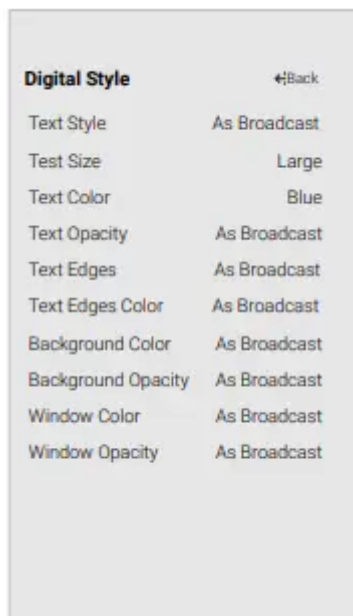 Digital Style Back
Text Style As Broadcast
Test Size Large
Text Color Blue
Text Opacity As Broadcast
Text Edges As Broadcast
Text Edges Color As Broadcast
Background Color As Broadcast
Background Opacity As Broadcast
Window Color As Broadcast
Window Opacity As Broadcast